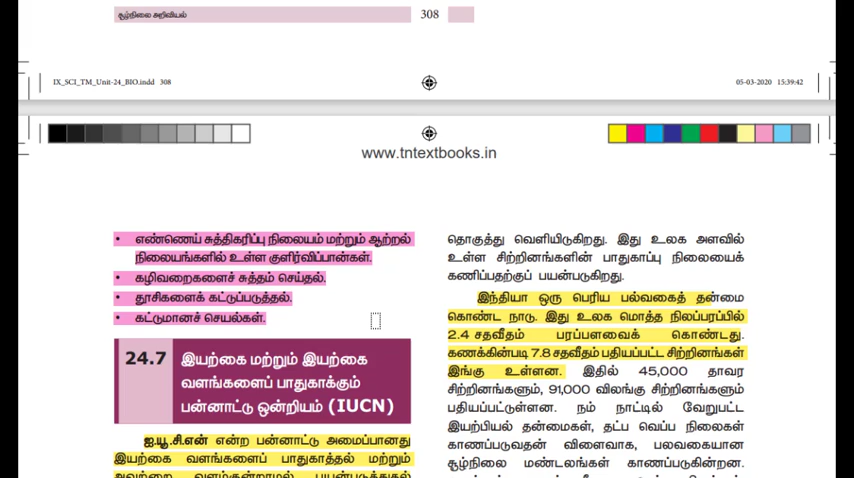 சூழ்நிலை அறிவியல்
308
IX_SCI_TM_Unit-24_BIO.indd 308
05-03-2020 15:39:42
www.tntextbooks.in
• எண்ணெய் சுத்திகரிப்பு நிலையம் மற்றும் ஆற்றல்
நிலையங்களில் உள்ள குளிர்விப்பான்கள்.
• கழிவறைகளைச் சுத்தம் செய்தல்.
• தூசிகளைக் கட்டுப்படுத்தல்.
• கட்டுமானச் செயல்கள்.
24.7 இயற்கை மற்றும் இயற்கை
வளங்களைப் பாதுகாக்கும்
பன்னாட்டு ஒன்றியம் (IUCN)
ஐ.யூ.சி.என் என்ற பன்னாட்டு அமைப்பானது
இயற்கை வளங்களைப் பாதுகாத்தல் மற்றும்
அவற்றை வளம்குன்றாமல் பயன்படுத்துதல்
தொகுத்து வெளியிடுகிறது. இது உலக அளவில்
உள்ள சிற்றினங்களின் பாதுகாப்பு நிலையைக்
கணிப்பதற்குப் பயன்படுகிறது.
இந்தியா ஒரு பெரிய பல்வகைத் தன்மை
கொண்ட நாடு. இது உலக மொத்த நிலப்பரப்பில்
2.4 சதவீதம் பரப்பளவைக் கொண்டது.
கணக்கின்படி 7.8 சதவீதம் பதியப்பட்ட சிற்றினங்கள்
இங்கு உள்ளன. இதில் 45,000 தாவர
சிற்றினங்களும், 91,000 விலங்கு சிற்றினங்களும்
பதியப்பட்டுள்ளன. நம் நாட்டில் வேறுபட்ட
இயற்பியல் தன்மைகள், தட்ப வெப்ப நிலைகள்
காணப்படுவதன் விளைவாக, பலவகையான
சூழ்நிலை மண்டலங்கள் காணப்படுகின்றன.